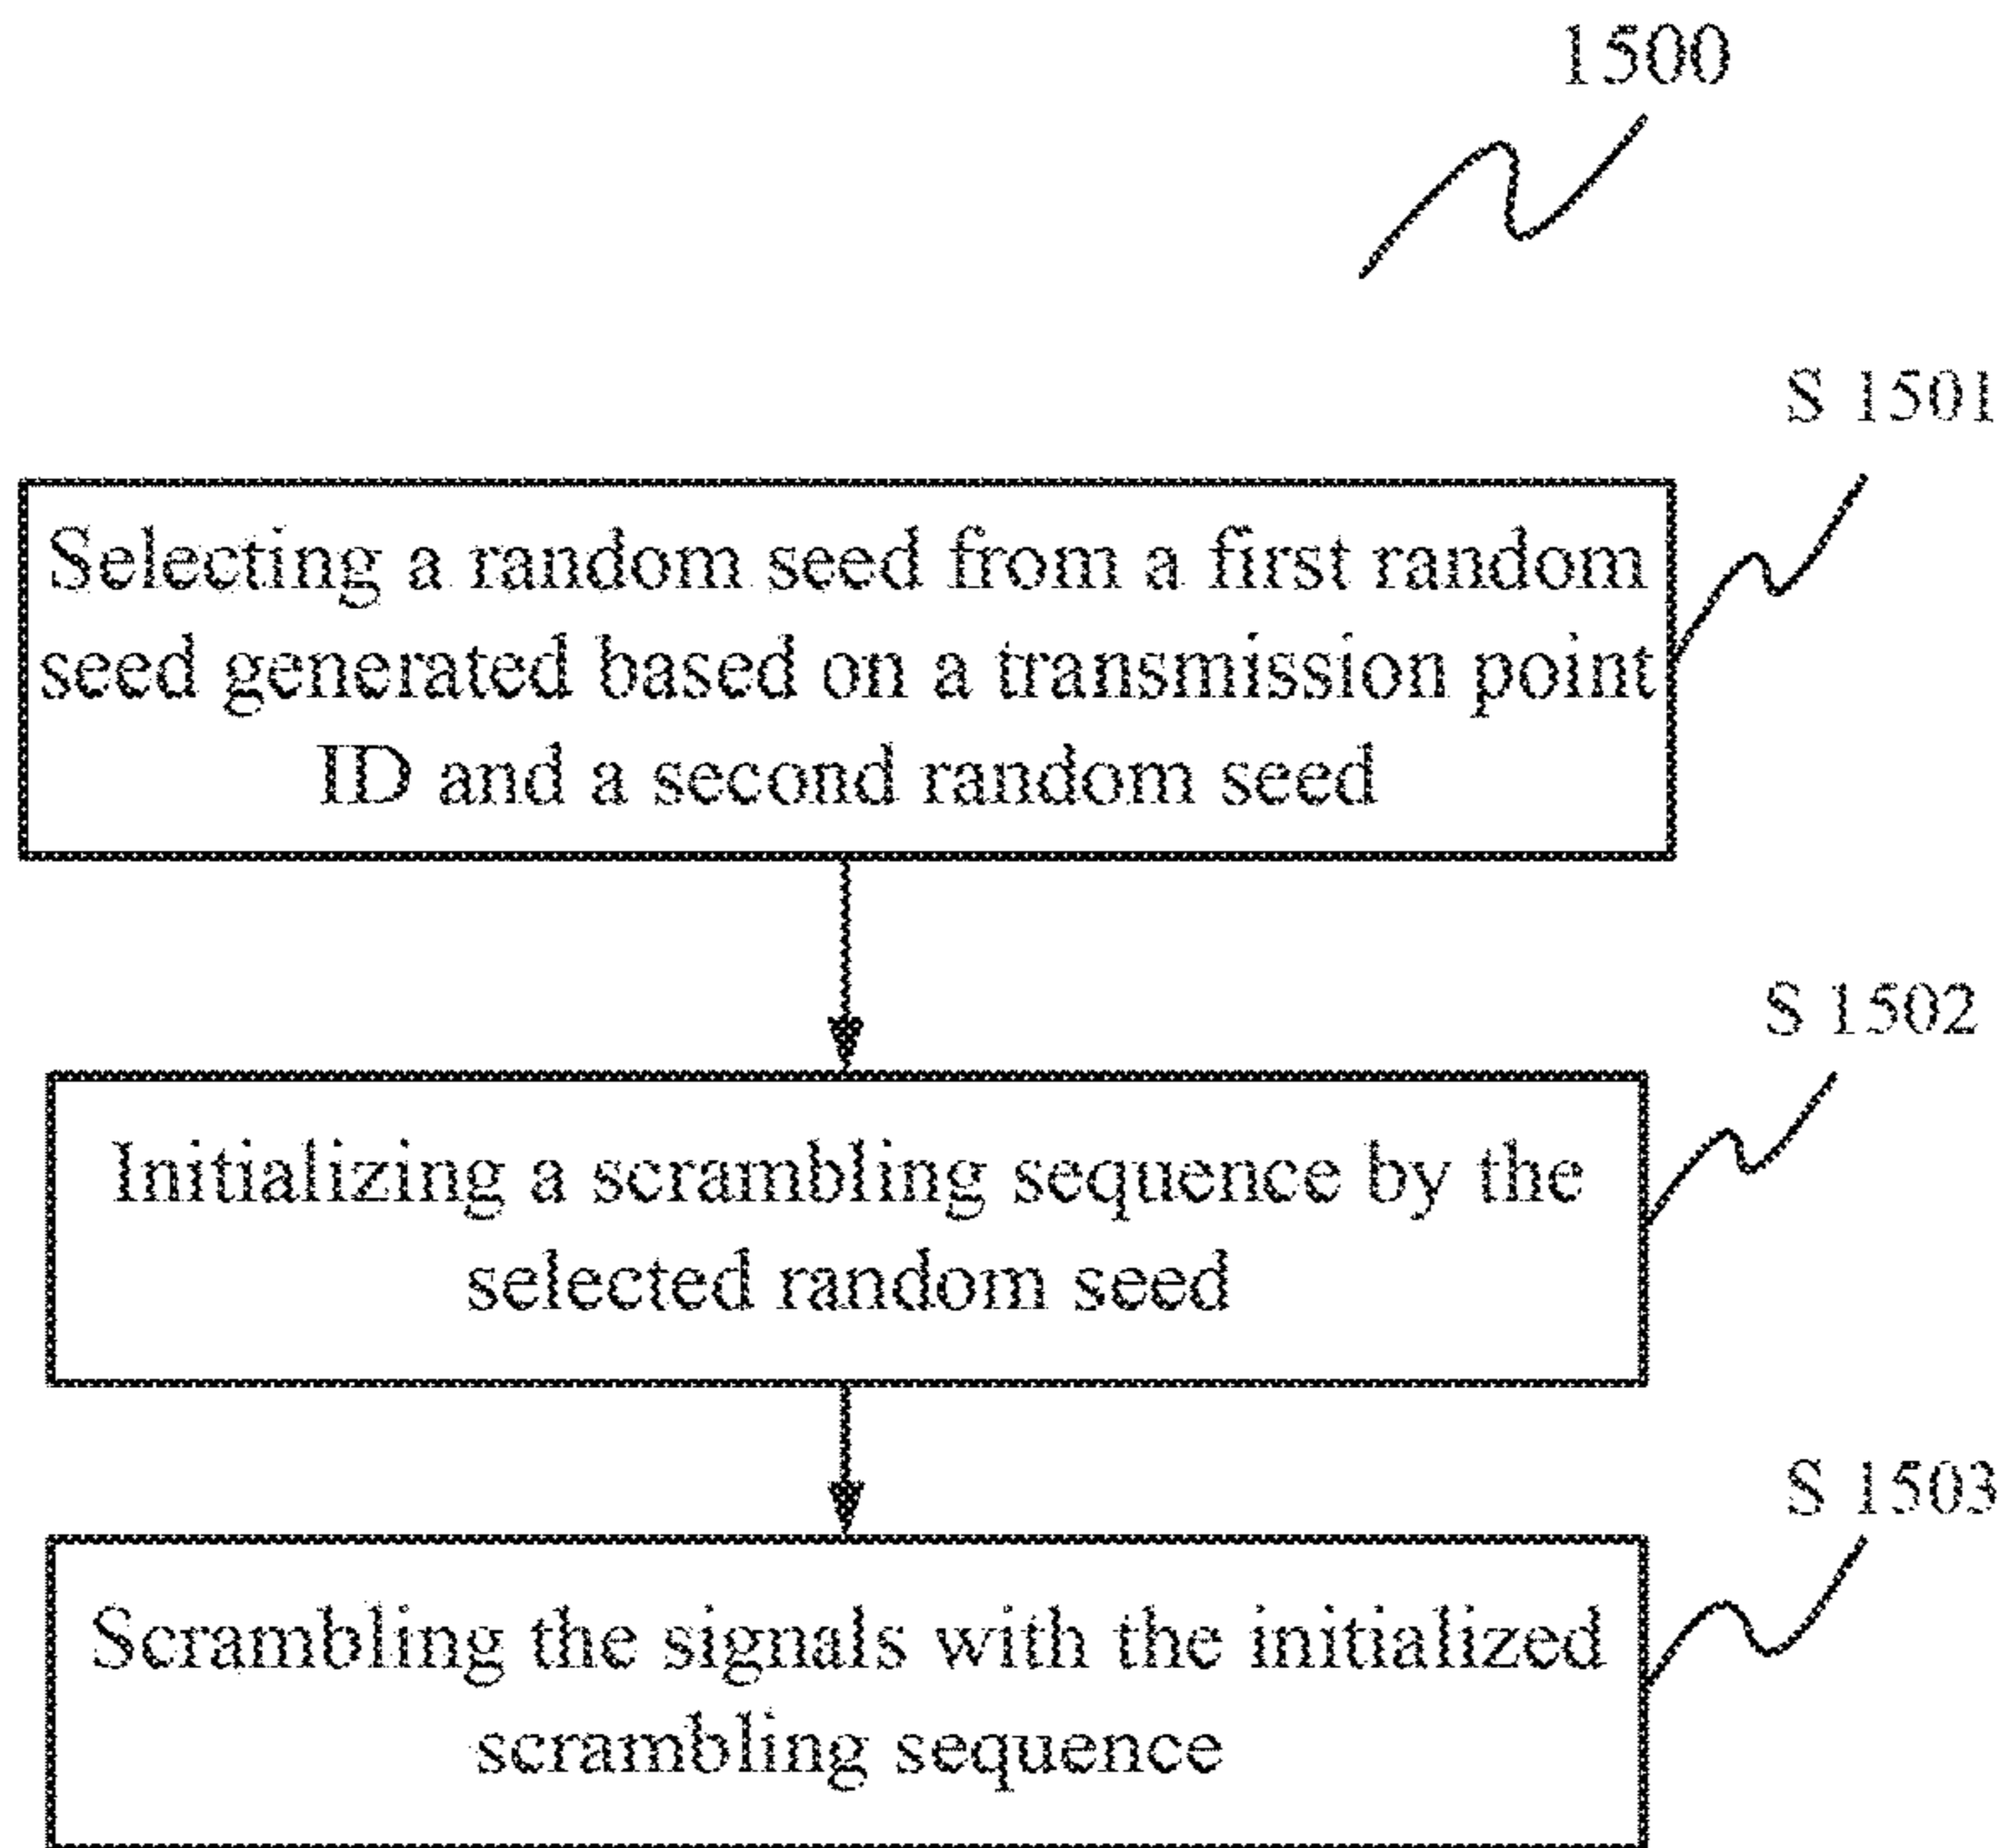 1500
S 1501
Selecting a random seed from a first random
seed generated based on a transmission point
ID and a second random seed
S 1502
Initializing a scrambling sequence by the
selected random seed
S 1503
Scrambling the signals with the initialized
scrambling sequence